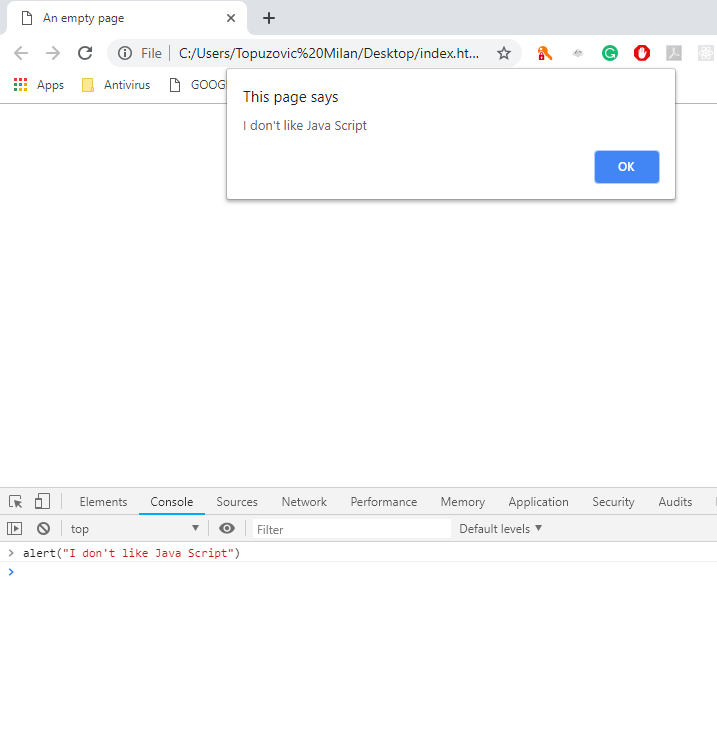 An empty page
File C:/Users/Topuzovic%20Milan/Desktop/index.ht...
Apps Antivirus GOOG
This page says
I don't like Java Script
OK
Elements Console Sources Network Performance Memory Application Security Audits
top Filter Default levels
alert("I don't like Java Script")